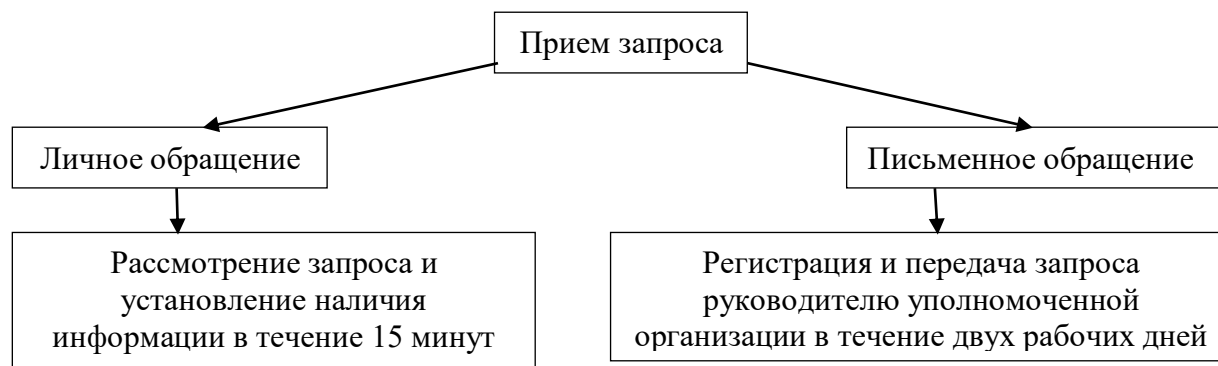 Прием запроса
Личное обращение
Письменное обращение
Рассмотрение запроса и
установление наличия
информации в течение 15 минут
Регистрация и передача запроса
руководителю уполномоченной
организации в течение двух рабочих дней